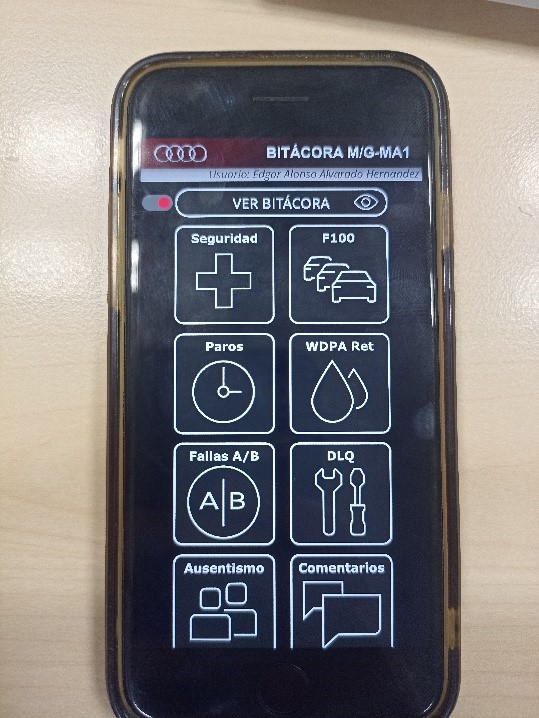 BITÁCORA M/G-MA1
Usuario: Edgar Alonso Alvarado Hernandez
VER BITÁCORA
Seguridad F100
Paros WDPA Ret
Fallas A/B DLQ
A B
Ausentismo Comentarios